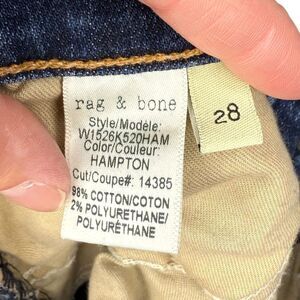 rag & bone
Style/Modèle:
W1526K520HAM
Color/Couleur:
HAMPTON
Cut/Coupe#: 14385
98% COTTON/COTON
2% POLYURETHANE/
POLYURÉTHANE
28